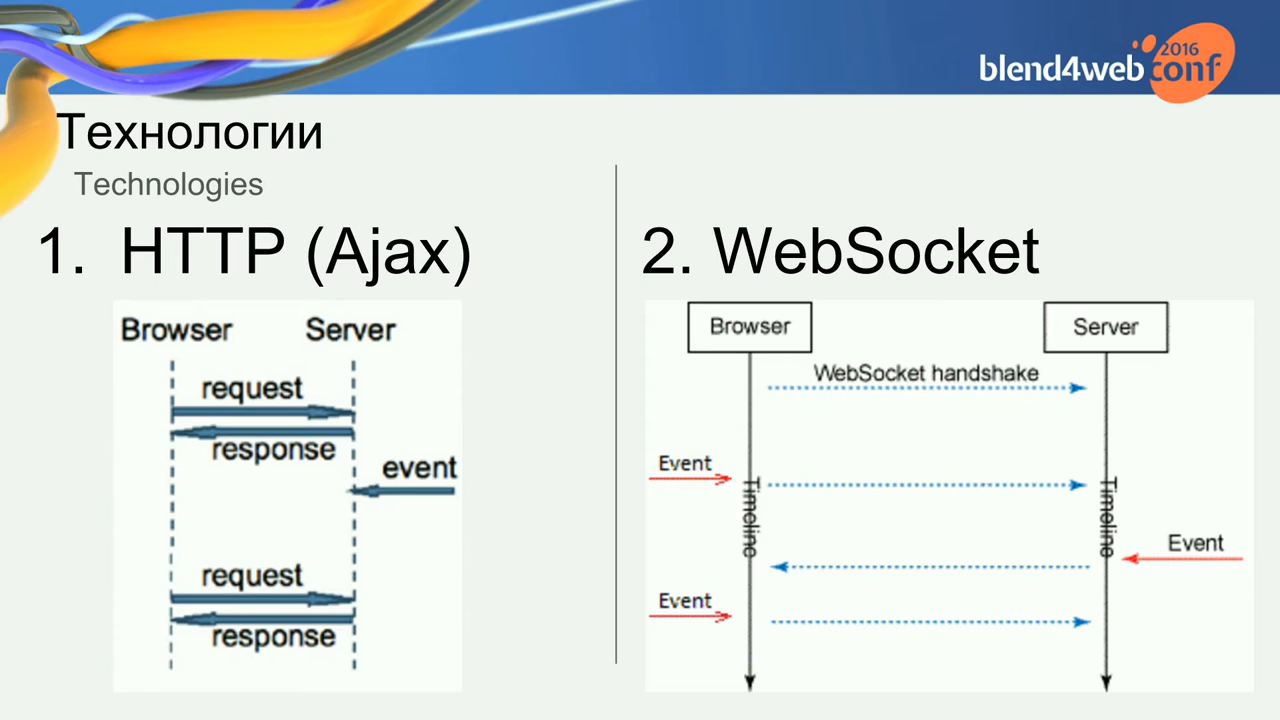 blend4web
2016
conf
Технологии
Technologies
1. HTTP (Ajax)
Browser Server
request
response
event
request
response
2. WebSocket
Browser
Server
WebSocket handshake
Event
Timeline
Timeline
Event
Event